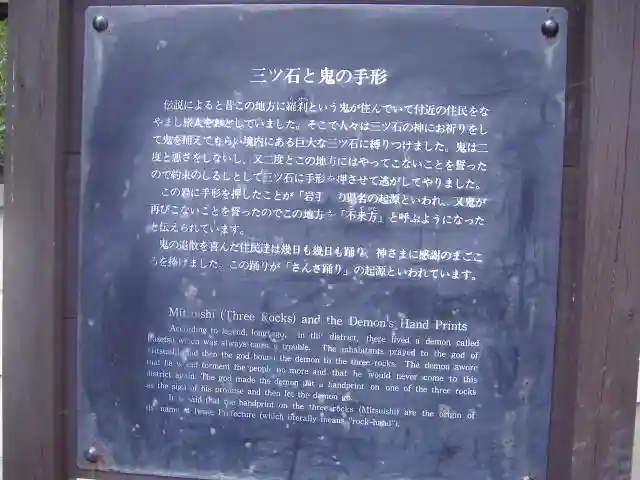 三ツ石と鬼の手形
伝説によると昔この地方に羅刹という鬼が住んでいて付近の住民をな
やまし旅人をおどしていました。そこで人々は三ツ石の神にお祈りをし
て鬼を捕えてもらい境内にある巨大な三ツ石に縛りつけました。鬼は二
度と悪さをしないし、又二度とこの地方にはやってこないことを誓った
ので約束のしるしとして三ツ石に手形を押させて逃がしてやりました。
この岩に手形を押したことが「岩手」の県名の起源といわれ、又鬼が
再びこないことを誓ったのでこの地方を「不来方」と呼ぶようになった
と伝えられています。
鬼の退散を喜んだ住民達は幾日も幾日も踊り、神さまに感謝のまごこ
ろを捧げました。この踊りが「さんさ踊り」の起源といわれています。
Mitsuishi (Three Rocks) and the Demon's Hand Prints
According to legend, long ago, in this district, there lived a demon called
(Rasetsu) which was always causing trouble. The inhabitants prayed to the god of
Mitsuishi and then the god bound the demon to the three rocks. The demon swore
that he would torment the people no more and that he would never come to this
district again. The god made the demon put a handprint on one of the three rocks
as the sign of his promise and then let the demon go.
It is said that the handprint on the three rocks (Mitsuishi) are the origin of
the name of Iwate Prefecture (which literally means "rock-hand").